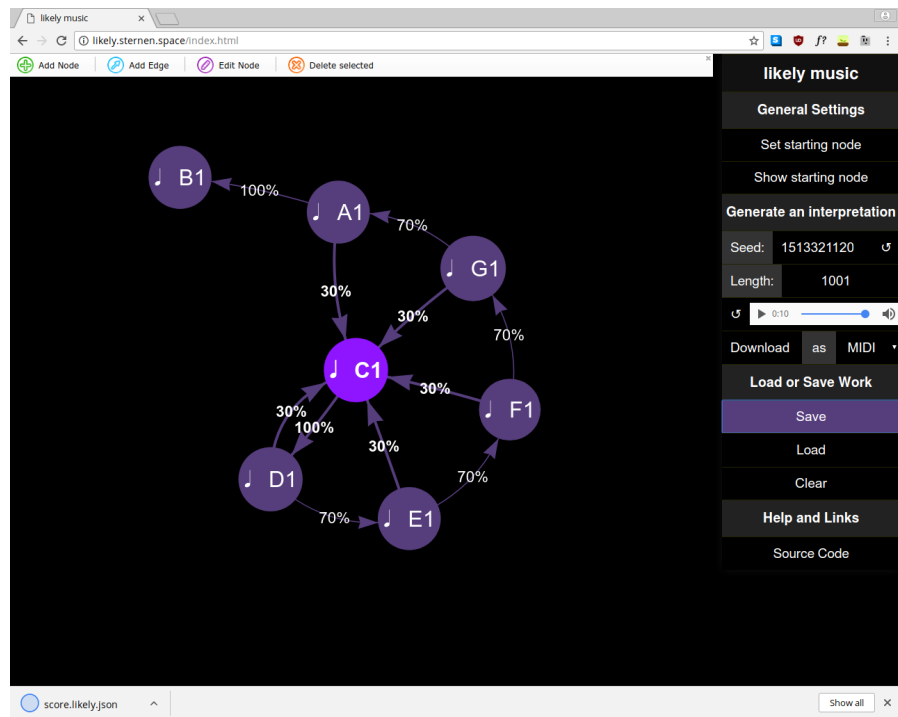 likely music
likely.sternen.space/index.html
Add Node
Add Edge
Edit Node
Delete selected
♩ B1
100%
♩ A1
70%
♩ G1
30%
30%
70%
♩ C1
30%
♩ F1
30%
100%
30%
♩ D1
70%
♩ E1
70%
likely music
General Settings
Set starting node
Show starting node
Generate an interpretation
Seed: 1513321120
Length: 1001
0:10
Download as MIDI
Load or Save Work
Save
Load
Clear
Help and Links
Source Code
score.likely.json
Show all